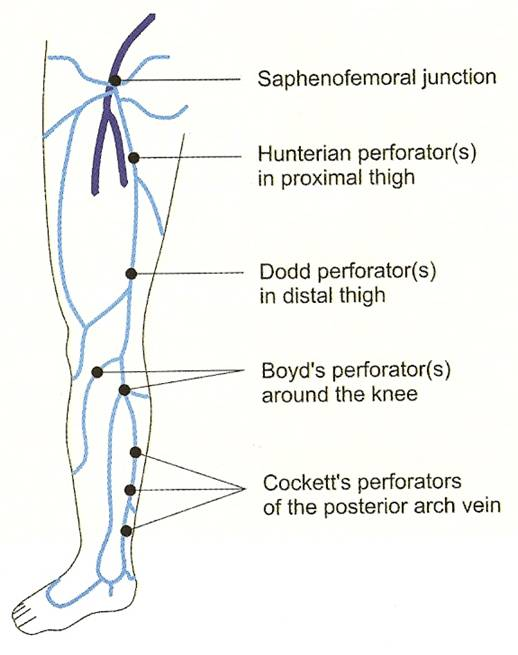 Saphenofemoral junction
Hunterian perforator(s)
in proximal thigh
Dodd perforator(s)
in distal thigh
Boyd's perforator(s)
around the knee
Cockett's perforators
of the posterior arch vein